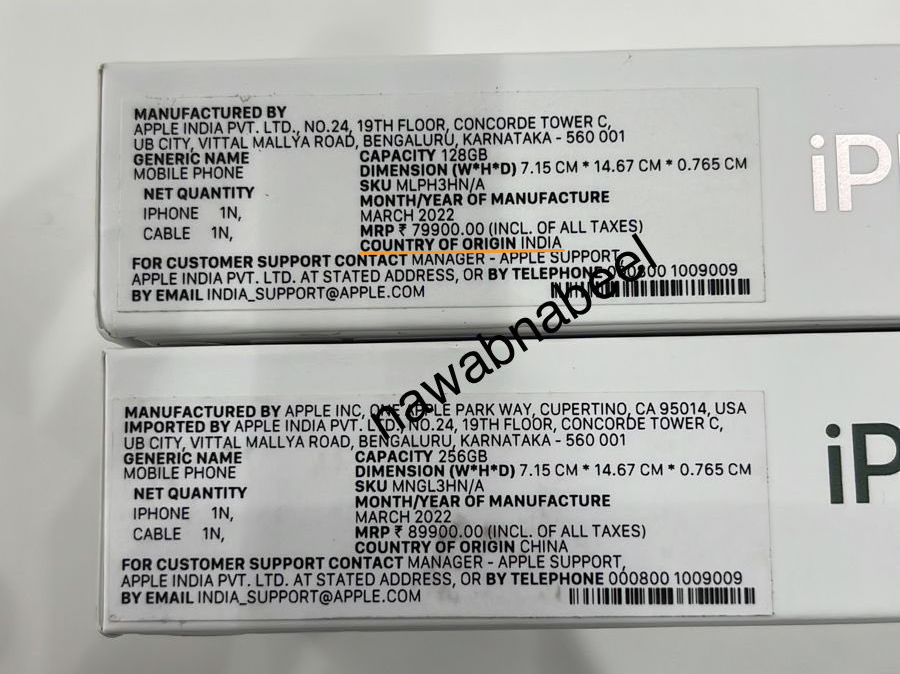 MANUFACTURED BY
APPLE INDIA PVT. LTD., NO.24, 19TH FLOOR, CONCORDE TOWER C,
UB CITY, VITTAL MALLYA ROAD, BENGALURU, KARNATAKA - 560 001
GENERIC NAME
MOBILE PHONE
NET QUANTITY
IPHONE 1N,
CABLE 1N,
CAPACITY 128GB
DIMENSION (W*H*D) 7.15 CM * 14.67 CM * 0.765 CM
SKU MLPH3HN/A
MONTH/YEAR OF MANUFACTURE
MARCH 2022
MRP ₹ 79900.00 (INCL. OF ALL TAXES)
COUNTRY OF ORIGIN INDIA
FOR CUSTOMER SUPPORT CONTACT MANAGER - APPLE SUPPORT,
APPLE INDIA PVT. LTD. AT STATED ADDRESS, OR BY TELEPHONE 000800 1009009
BY EMAIL INDIA_SUPPORT@APPLE.COM
iP
nawabnabeel
MANUFACTURED BY APPLE INC, ONE APPLE PARK WAY, CUPERTINO, CA 95014, USA
IMPORTED BY APPLE INDIA PVT. LTD., NO.24, 19TH FLOOR, CONCORDE TOWER C,
UB CITY, VITTAL MALLYA ROAD, BENGALURU, KARNATAKA - 560 001
GENERIC NAME
MOBILE PHONE
NET QUANTITY
IPHONE 1N,
CABLE 1N,
CAPACITY 256GB
DIMENSION (W*H*D) 7.15 CM * 14.67 CM * 0.765 CM
SKU MNGL3HN/A
MONTH/YEAR OF MANUFACTURE
MARCH 2022
MRP ₹ 89900.00 (INCL. OF ALL TAXES)
COUNTRY OF ORIGIN CHINA
FOR CUSTOMER SUPPORT CONTACT MANAGER - APPLE SUPPORT,
APPLE INDIA PVT. LTD. AT STATED ADDRESS, OR BY TELEPHONE 000800 1009009
BY EMAIL INDIA_SUPPORT@APPLE.COM
iP